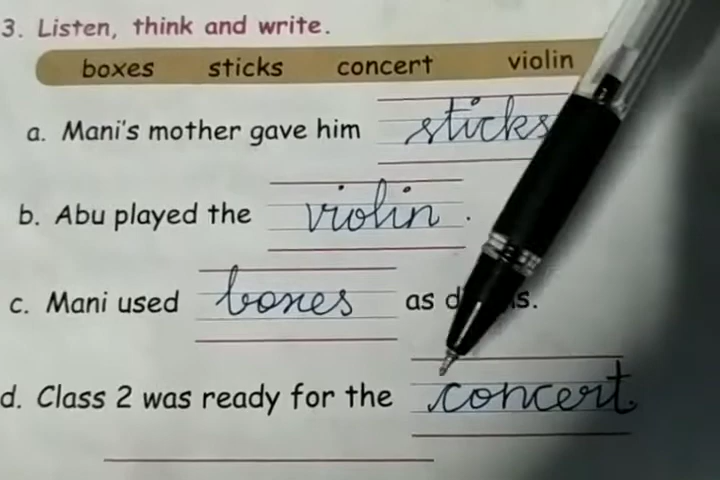 3. Listen, think and write.
boxes sticks concert violin
a. Mani's mother gave him sticks
b. Abu played the violin.
c. Mani used boxes as drums.
d. Class 2 was ready for the concert.